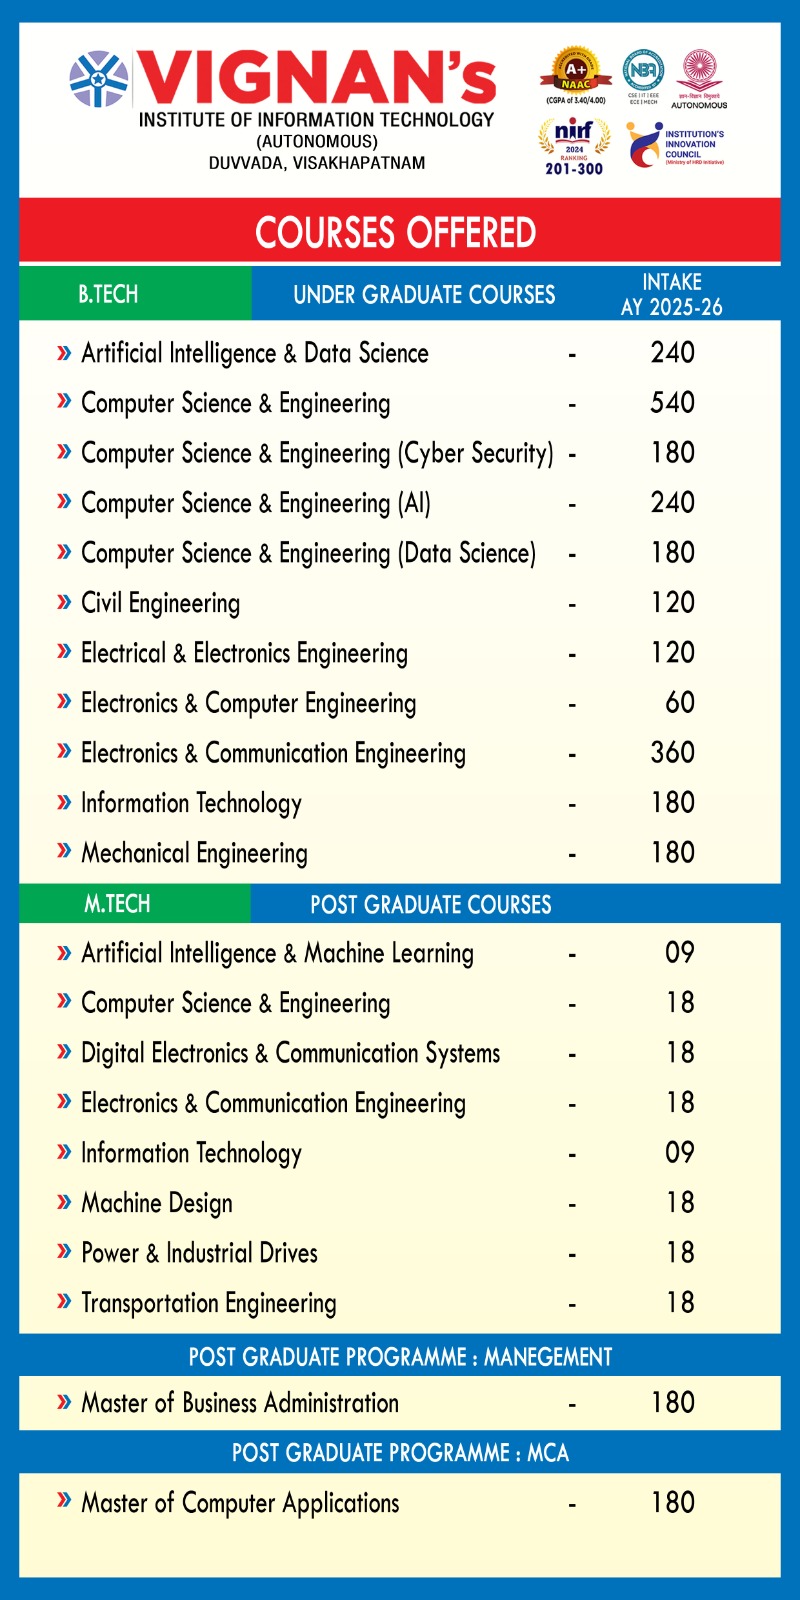 VIGNAN's
INSTITUTE OF INFORMATION TECHNOLOGY
(AUTONOMOUS)
DUVVADA, VISAKHAPATNAM
A+
NAAC
(CGPA of 3.40/4.00)
NBA
CSE | IT | EEE
ECE | MECH
ज्ञान-विज्ञान विमुक्तये
AUTONOMOUS
nirf
2024
RANKING
201-300
INSTITUTION'S
INNOVATION
COUNCIL
(Ministry of HRD Initiative)
COURSES OFFERED
B.TECH UNDER GRADUATE COURSES INTAKE
AY 2025-26
Artificial Intelligence & Data Science - 240
Computer Science & Engineering - 540
Computer Science & Engineering (Cyber Security) - 180
Computer Science & Engineering (AI) - 240
Computer Science & Engineering (Data Science) - 180
Civil Engineering - 120
Electrical & Electronics Engineering - 120
Electronics & Computer Engineering - 60
Electronics & Communication Engineering - 360
Information Technology - 180
Mechanical Engineering - 180
M.TECH POST GRADUATE COURSES
Artificial Intelligence & Machine Learning - 09
Computer Science & Engineering - 18
Digital Electronics & Communication Systems - 18
Electronics & Communication Engineering - 18
Information Technology - 09
Machine Design - 18
Power & Industrial Drives - 18
Transportation Engineering - 18
POST GRADUATE PROGRAMME : MANEGEMENT
Master of Business Administration - 180
POST GRADUATE PROGRAMME : MCA
Master of Computer Applications - 180